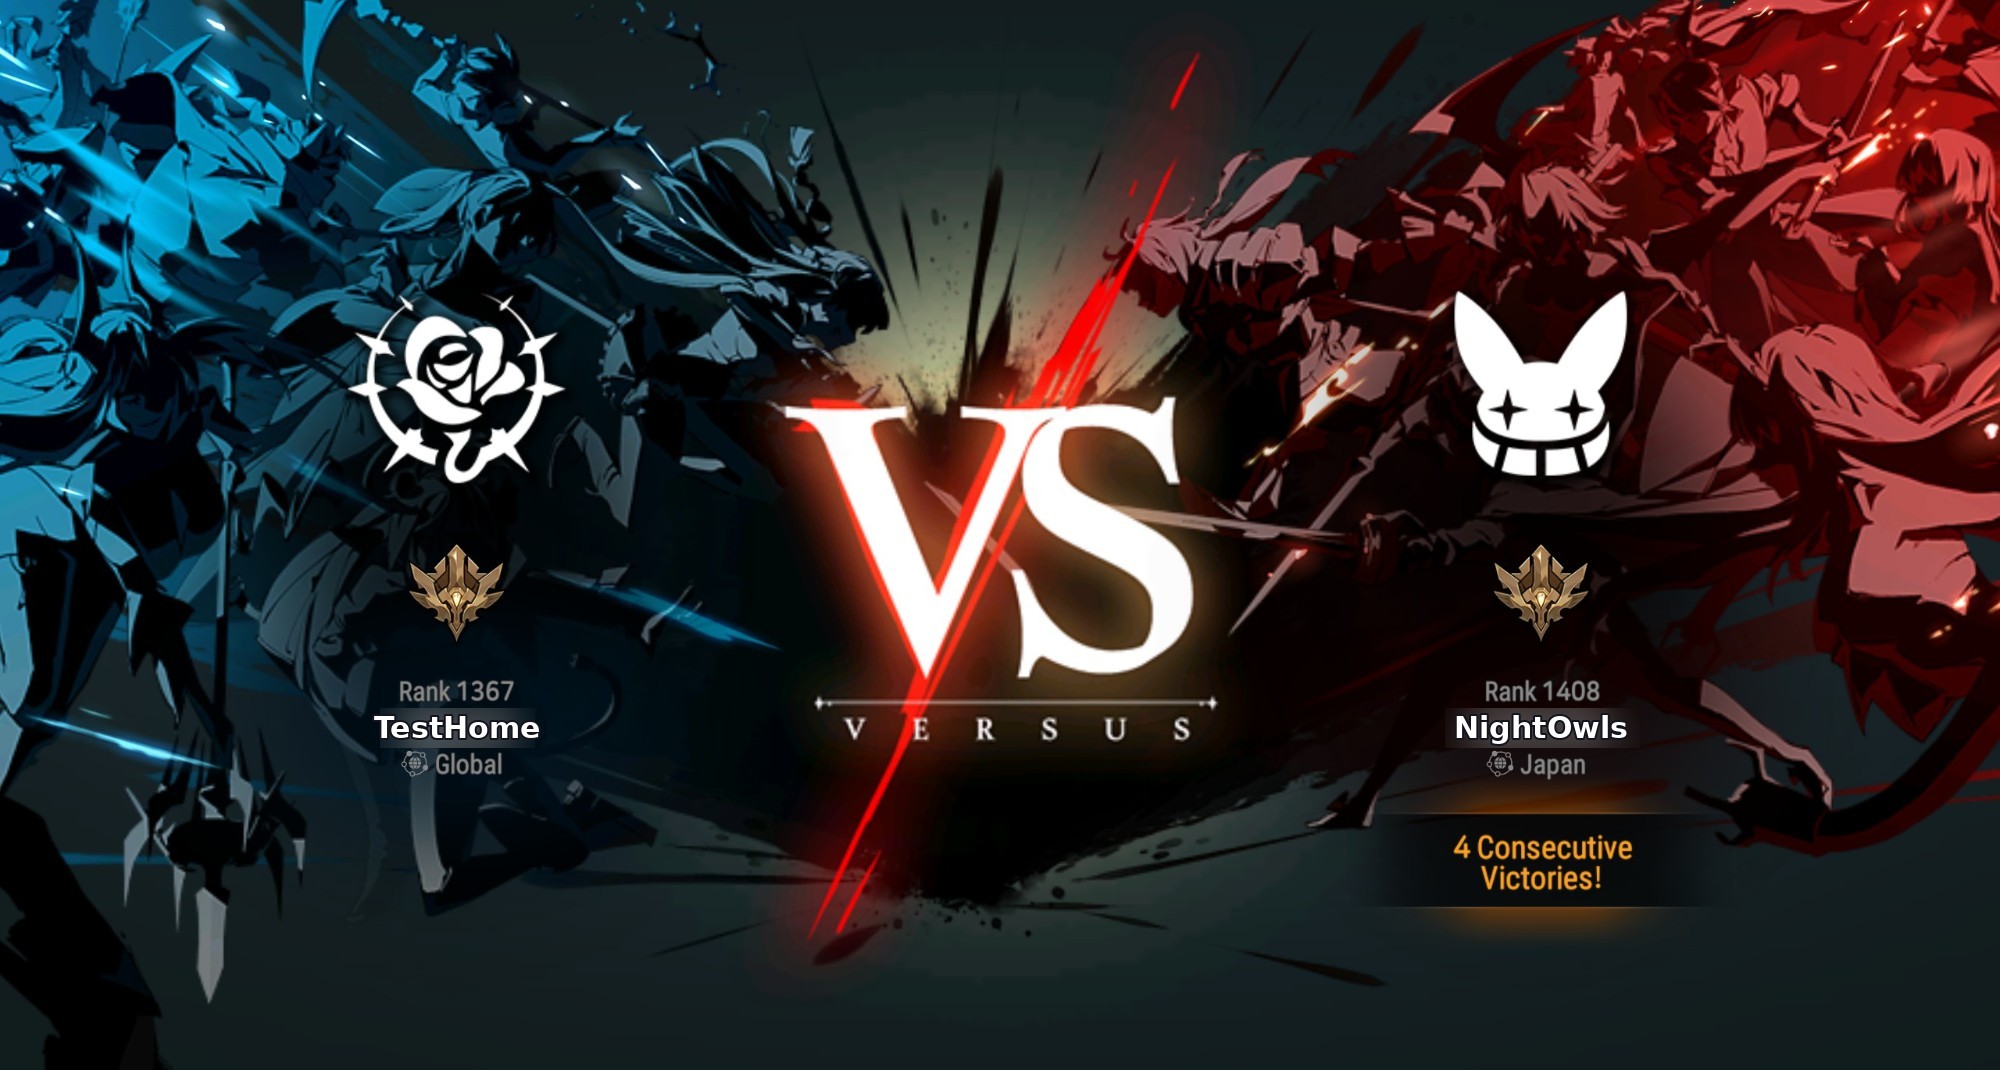 VS
VERSUS
Rank 1367
TestHome
Global
Rank 1408
NightOwls
Japan
4 Consecutive
Victories!